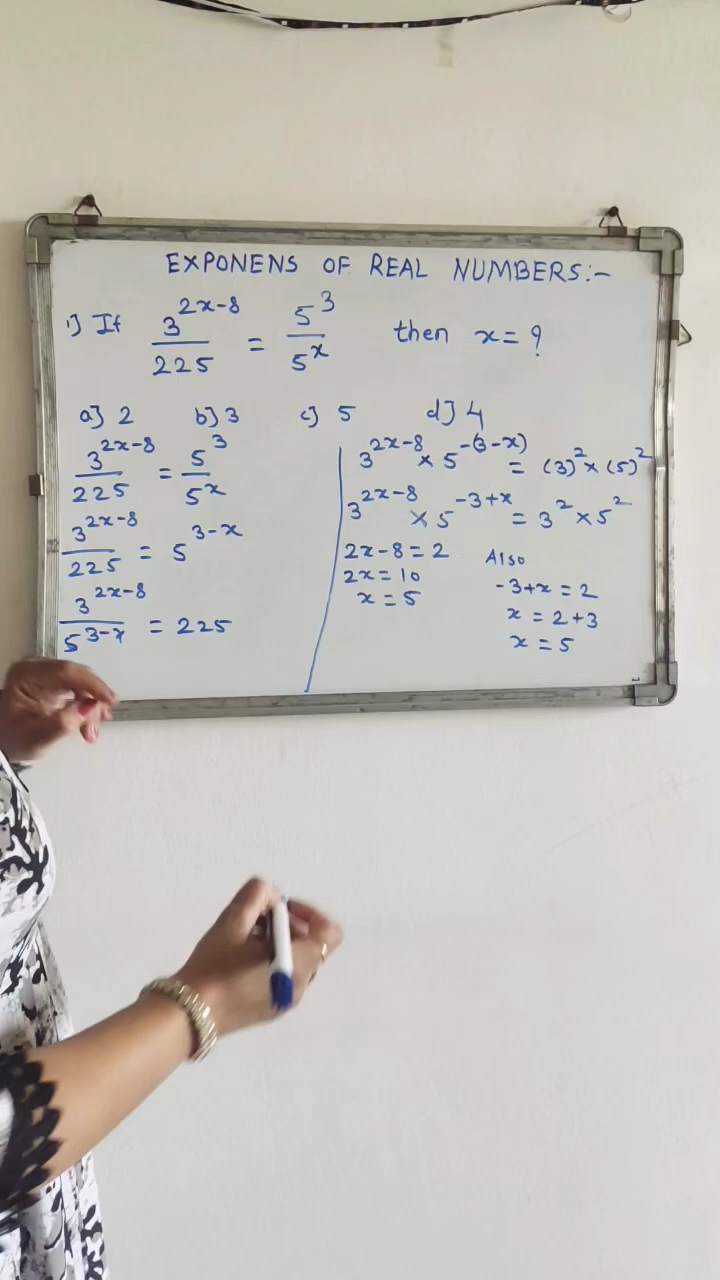 EXPONENS OF REAL NUMBERS:-
1) If 3^(2x-8)/225 = 5^3/5^x then x = ?
a) 2 b) 3 c) 5 d) 4
3^(2x-8)/225 = 5^3/5^x
3^(2x-8)/225 = 5^(3-x)
3^(2x-8)/5^(3-x) = 225
3^(2x-8) × 5^-(3-x) = (3)^2 × (5)^2
3^(2x-8) × 5^(-3+x) = 3^2 × 5^2
2x-8 = 2
2x = 10
x = 5
Also
-3+x = 2
x = 2+3
x = 5